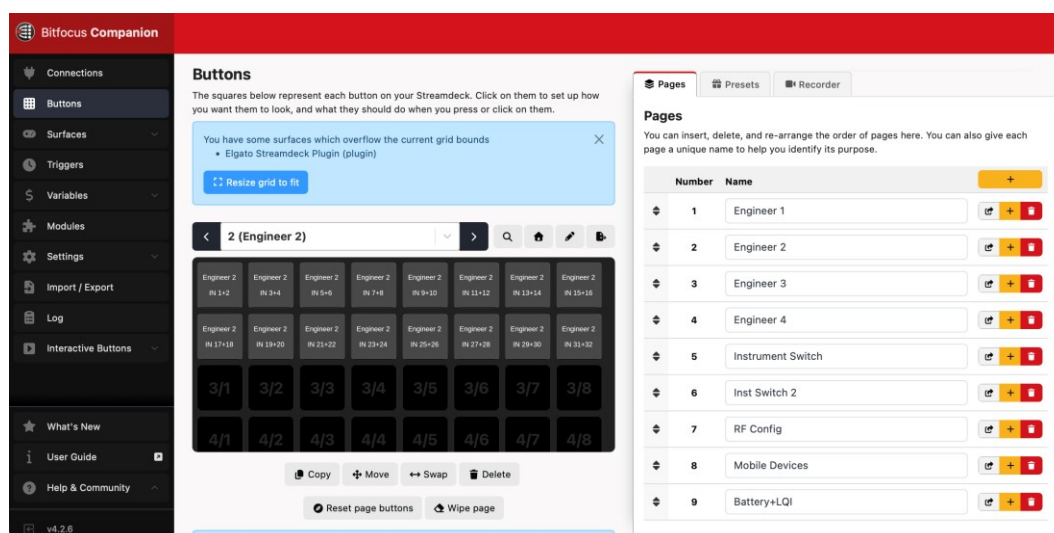 Bitfocus Companion
Connections
Buttons
Surfaces
Triggers
Variables
Modules
Settings
Import / Export
Log
Interactive Buttons
What's New
User Guide
Help & Community
v4.2.6
Buttons
The squares below represent each button on your Streamdeck. Click on them to set up how
you want them to look, and what they should do when you press or click on them.
You have some surfaces which overflow the current grid bounds
• Elgato Streamdeck Plugin (plugin)
Resize grid to fit
2 (Engineer 2)
Engineer 2 Engineer 2 Engineer 2 Engineer 2 Engineer 2 Engineer 2 Engineer 2 Engineer 2
IN 1+2 IN 3+4 IN 5+6 IN 7+8 IN 9+10 IN 11+12 IN 13+14 IN 15+16
Engineer 2 Engineer 2 Engineer 2 Engineer 2 Engineer 2 Engineer 2 Engineer 2 Engineer 2
IN 17+18 IN 19+20 IN 21+22 IN 23+24 IN 25+26 IN 27+28 IN 29+30 IN 31+32
3/1 3/2 3/3 3/4 3/5 3/6 3/7 3/8
4/1 4/2 4/3 4/4 4/5 4/6 4/7 4/8
Copy Move Swap Delete
Reset page buttons Wipe page
Pages Presets Recorder
Pages
You can insert, delete, and re-arrange the order of pages here. You can also give each
page a unique name to help you identify its purpose.
Number Name +
1 Engineer 1 +
2 Engineer 2 +
3 Engineer 3 +
4 Engineer 4 +
5 Instrument Switch +
6 Inst Switch 2 +
7 RF Config +
8 Mobile Devices +
9 Battery+LQI +